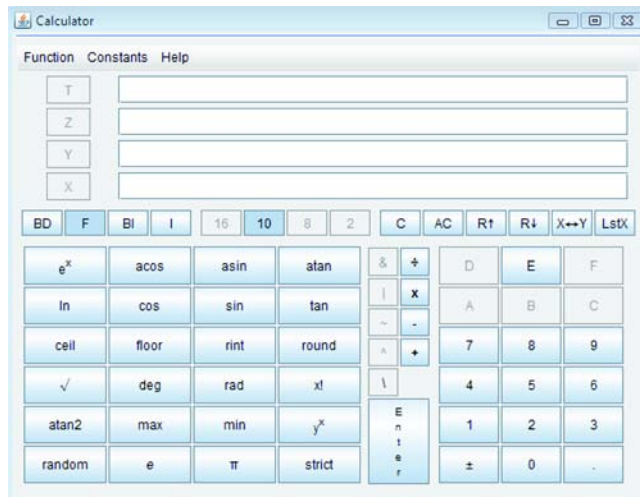 Calculator
Function Constants Help
T
Z
Y
X
BD F BI I 16 10 8 2 C AC R↑ R↓ X↔Y LstX
eˣ acos asin atan & ÷ D E F
ln cos sin tan | x A B C
~ -
ceil floor rint round ^ + 7 8 9
√ deg rad x! \ 4 5 6
atan2 max min yˣ Enter 1 2 3
random e π strict ± 0 .